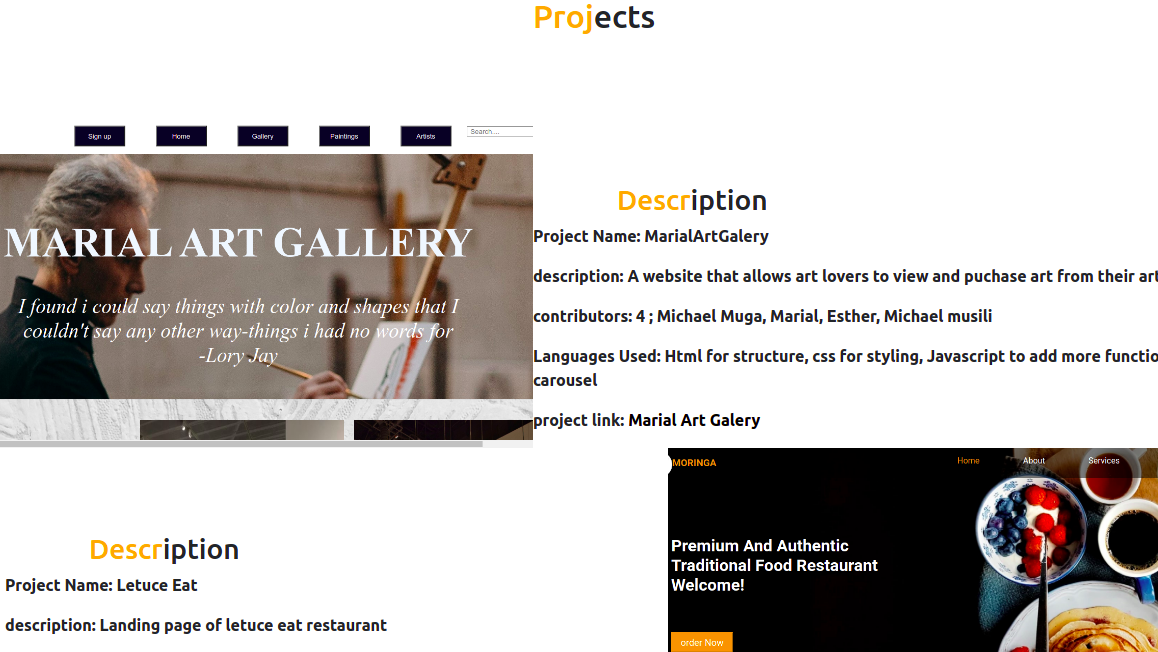 Projects
Sign up
Home
Gallery
Paintings
Artists
Search...
MARIAL ART GALLERY
I found i could say things with color and shapes that I
couldn't say any other way-things i had no words for
-Lory Jay
Description
Project Name: MarialArtGalery
description: A website that allows art lovers to view and puchase art from their art
contributors: 4 ; Michael Muga, Marial, Esther, Michael musili
Languages Used: Html for structure, css for styling, Javascript to add more functio
carousel
project link: Marial Art Galery
MORINGA
Home
About
Services
Premium And Authentic
Traditional Food Restaurant
Welcome!
order Now
Description
Project Name: Letuce Eat
description: Landing page of letuce eat restaurant